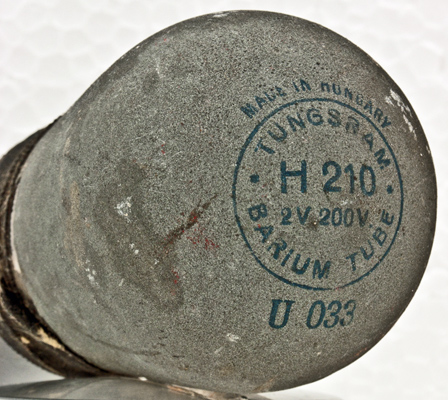 MADE IN HUNGARY
TUNGSRAM
• H 210 •
2V 200V
BARIUM TUBE
U 033